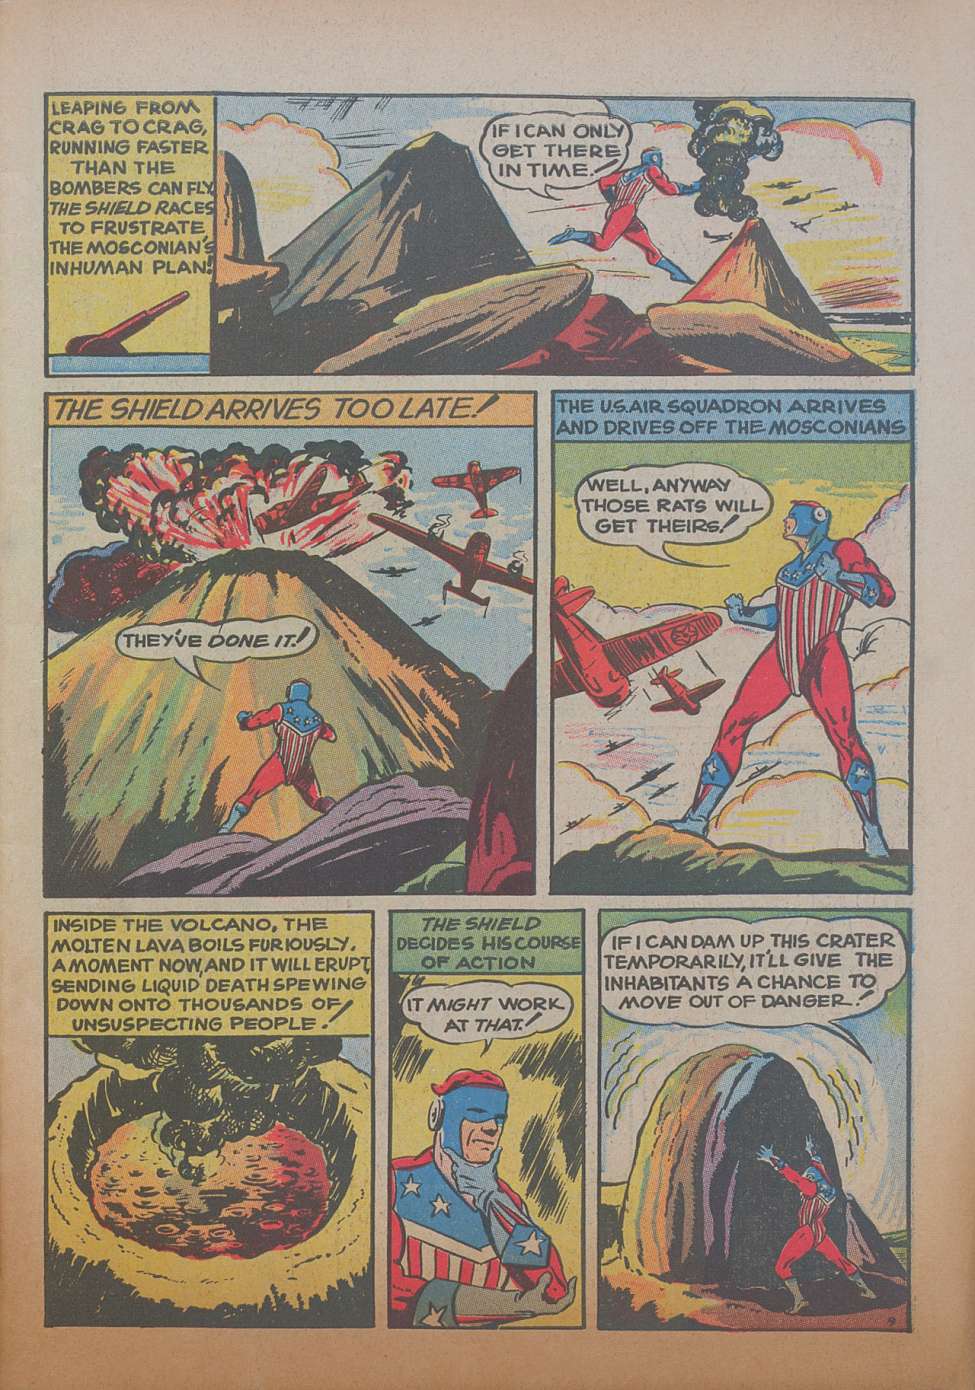 LEAPING FROM
CRAG TO CRAG,
RUNNING FASTER
THAN THE
BOMBERS CAN FLY,
THE SHIELD RACES
TO FRUSTRATE
THE MOSCONIAN'S
INHUMAN PLAN!
IF I CAN ONLY
GET THERE
IN TIME!
THE SHIELD ARRIVES TOO LATE!
THEY'VE DONE IT!
THE U.S. AIR SQUADRON ARRIVES
AND DRIVES OFF THE MOSCONIANS
WELL, ANYWAY
THOSE RATS WILL
GET THEIRS!
INSIDE THE VOLCANO, THE
MOLTEN LAVA BOILS FURIOUSLY.
A MOMENT NOW, AND IT WILL ERUPT,
SENDING LIQUID DEATH SPEWING
DOWN ONTO THOUSANDS OF
UNSUSPECTING PEOPLE!
THE SHIELD
DECIDES HIS COURSE
OF ACTION
IT MIGHT WORK
AT THAT!
IF I CAN DAM UP THIS CRATER
TEMPORARILY, IT'LL GIVE THE
INHABITANTS A CHANCE TO
MOVE OUT OF DANGER!
9